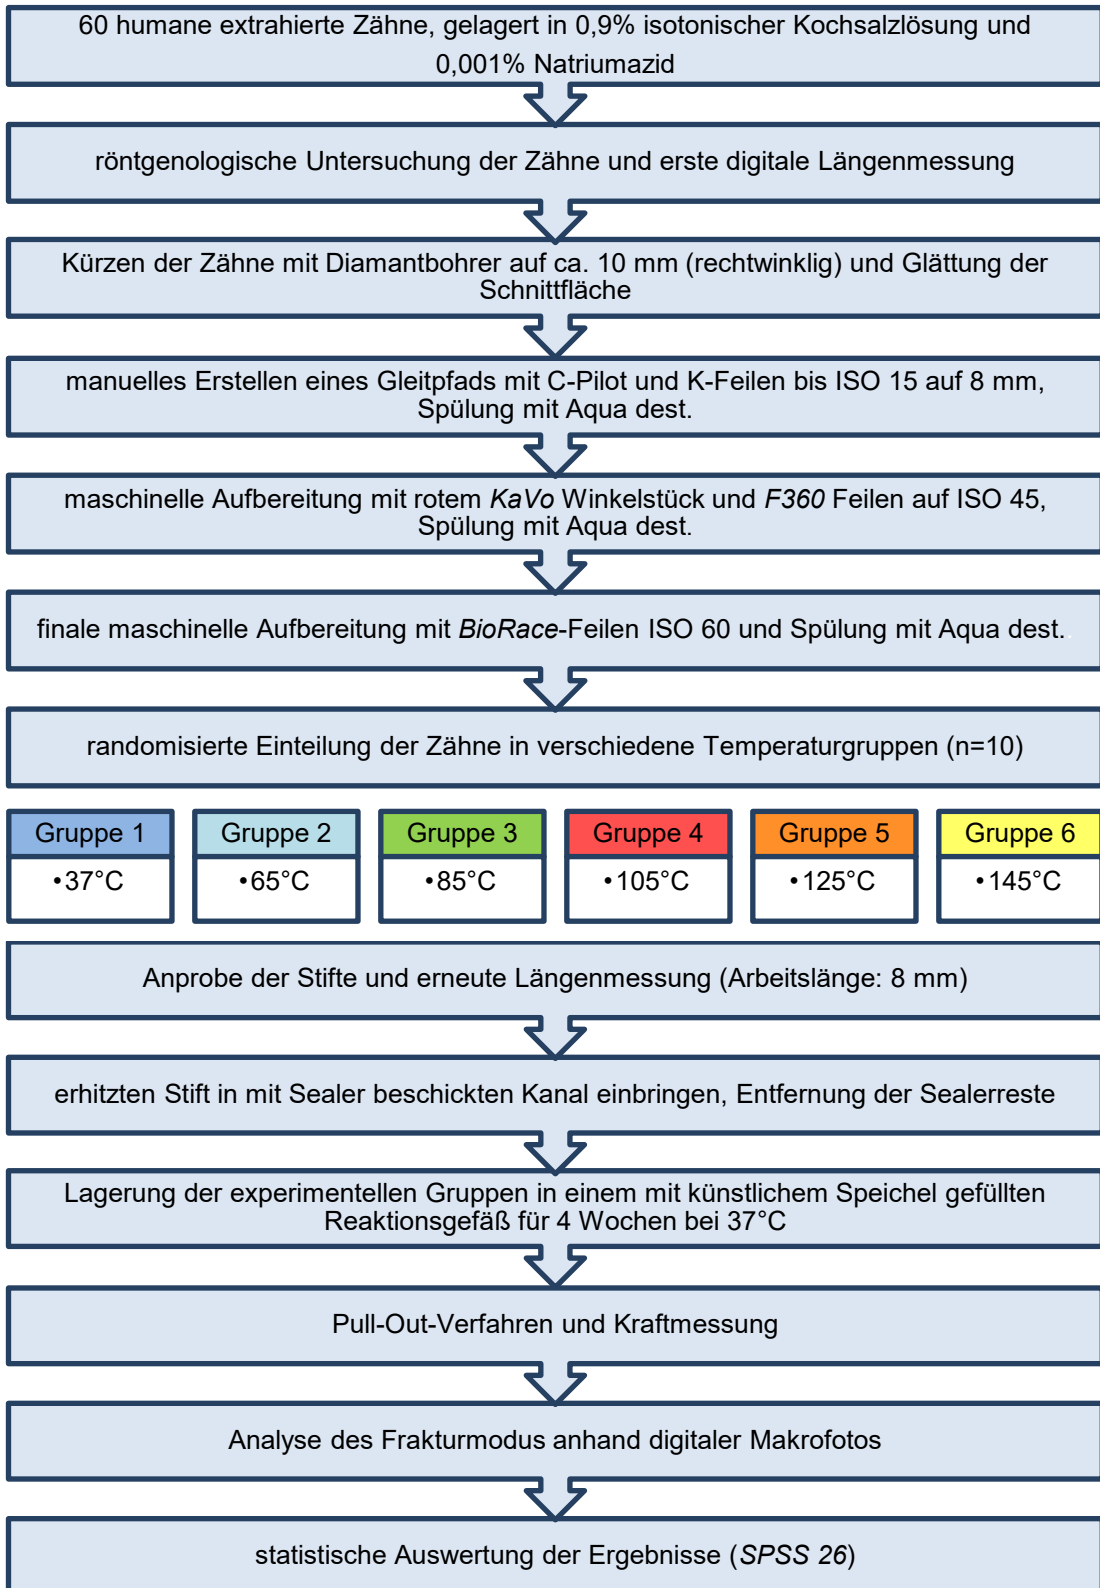 60 humane extrahierte Zähne, gelagert in 0,9% isotonischer Kochsalzlösung und
0,001% Natriumazid
röntgenologische Untersuchung der Zähne und erste digitale Längenmessung
Kürzen der Zähne mit Diamantbohrer auf ca. 10 mm (rechtwinklig) und Glättung der
Schnittfläche
manuelles Erstellen eines Gleitpfads mit C-Pilot und K-Feilen bis ISO 15 auf 8 mm,
Spülung mit Aqua dest.
maschinelle Aufbereitung mit rotem KaVo Winkelstück und F360 Feilen auf ISO 45,
Spülung mit Aqua dest.
finale maschinelle Aufbereitung mit BioRace-Feilen ISO 60 und Spülung mit Aqua dest..
randomisierte Einteilung der Zähne in verschiedene Temperaturgruppen (n=10)
Gruppe 1 Gruppe 2 Gruppe 3 Gruppe 4 Gruppe 5 Gruppe 6
•37°C •65°C •85°C •105°C •125°C •145°C
Anprobe der Stifte und erneute Längenmessung (Arbeitslänge: 8 mm)
erhitzten Stift in mit Sealer beschickten Kanal einbringen, Entfernung der Sealerreste
Lagerung der experimentellen Gruppen in einem mit künstlichem Speichel gefüllten
Reaktionsgefäß für 4 Wochen bei 37°C
Pull-Out-Verfahren und Kraftmessung
Analyse des Frakturmodus anhand digitaler Makrofotos
statistische Auswertung der Ergebnisse (SPSS 26)